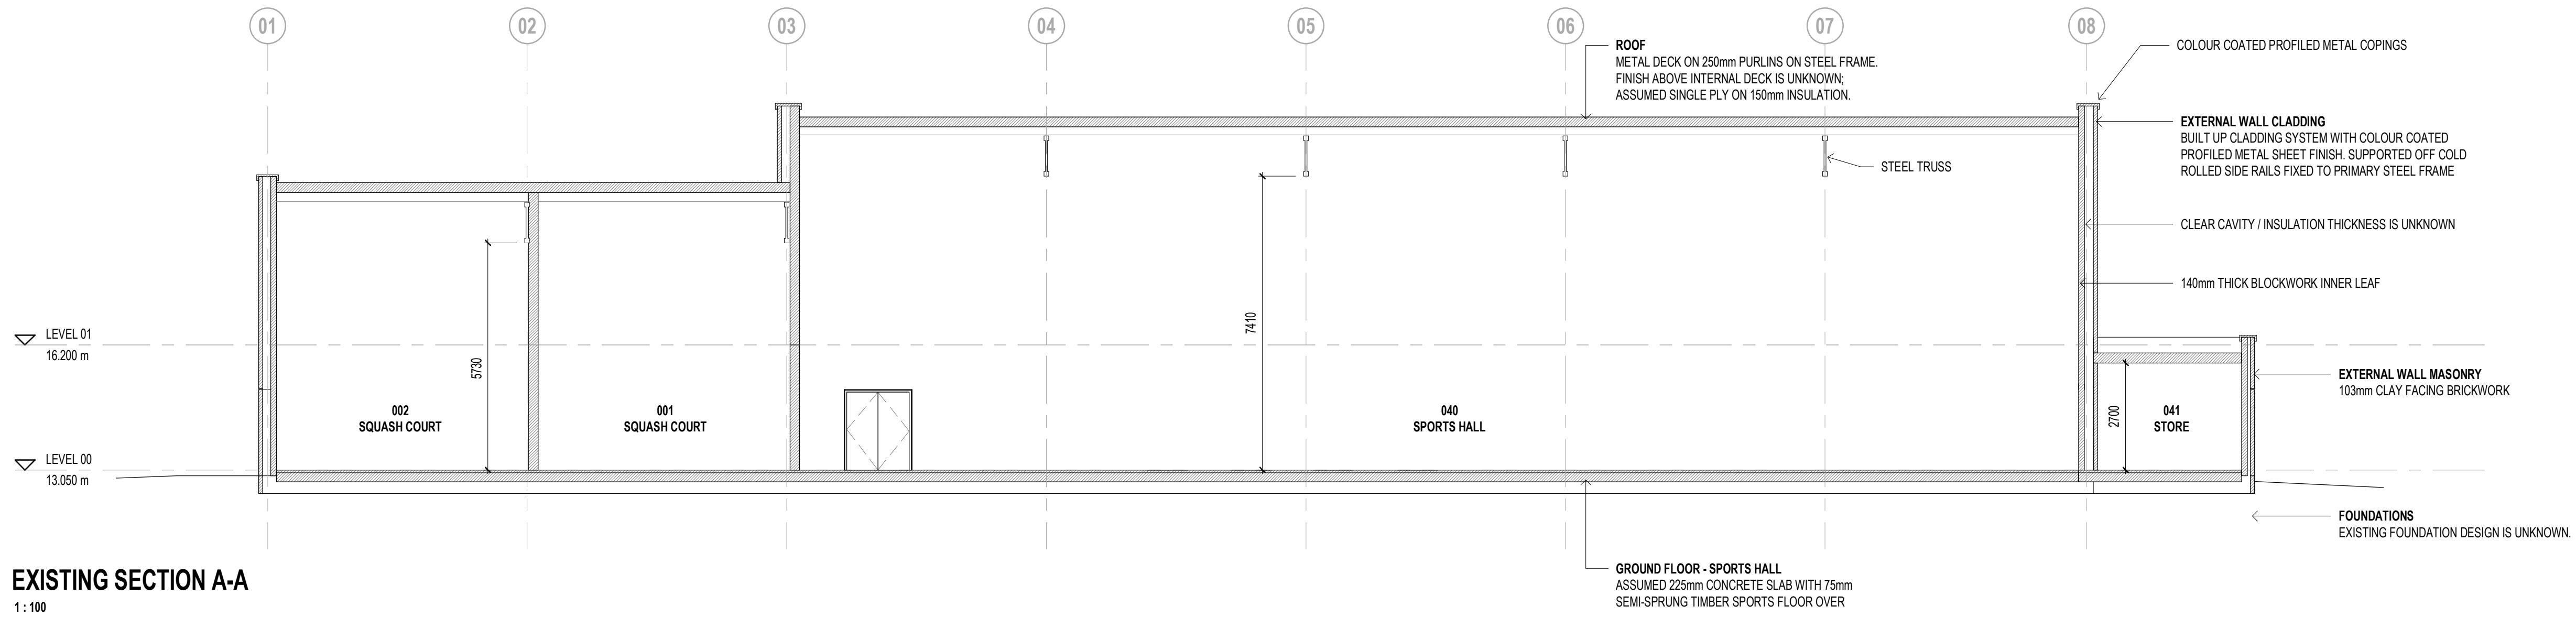 01
02
03
04
05
06
07
08
ROOF
METAL DECK ON 250mm PURLINS ON STEEL FRAME.
FINISH ABOVE INTERNAL DECK IS UNKNOWN;
ASSUMED SINGLE PLY ON 150mm INSULATION.
COLOUR COATED PROFILED METAL COPINGS
EXTERNAL WALL CLADDING
BUILT UP CLADDING SYSTEM WITH COLOUR COATED
PROFILED METAL SHEET FINISH. SUPPORTED OFF COLD
ROLLED SIDE RAILS FIXED TO PRIMARY STEEL FRAME
STEEL TRUSS
CLEAR CAVITY / INSULATION THICKNESS IS UNKNOWN
140mm THICK BLOCKWORK INNER LEAF
LEVEL 01
16.200 m
5730
7410
2700
EXTERNAL WALL MASONRY
103mm CLAY FACING BRICKWORK
002
SQUASH COURT
001
SQUASH COURT
040
SPORTS HALL
041
STORE
LEVEL 00
13.050 m
FOUNDATIONS
EXISTING FOUNDATION DESIGN IS UNKNOWN.
GROUND FLOOR - SPORTS HALL
ASSUMED 225mm CONCRETE SLAB WITH 75mm
SEMI-SPRUNG TIMBER SPORTS FLOOR OVER
EXISTING SECTION A-A
1 : 100